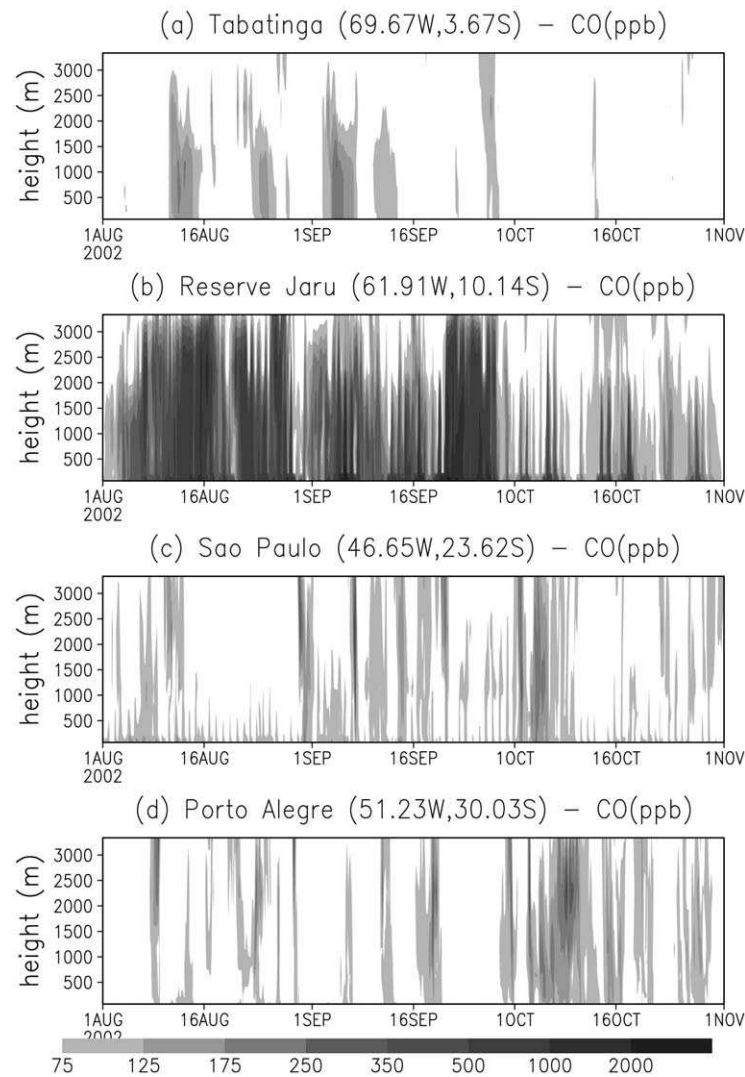 (a) Tabatinga (69.67W,3.67S) – CO(ppb)
height (m)
3000
2500
2000
1500
1000
500
1AUG 16AUG 1SEP 16SEP 1OCT 16OCT 1NOV
2002
(b) Reserve Jaru (61.91W,10.14S) – CO(ppb)
height (m)
3000
2500
2000
1500
1000
500
1AUG 16AUG 1SEP 16SEP 1OCT 16OCT 1NOV
2002
(c) Sao Paulo (46.65W,23.62S) – CO(ppb)
height (m)
3000
2500
2000
1500
1000
500
1AUG 16AUG 1SEP 16SEP 1OCT 16OCT 1NOV
2002
(d) Porto Alegre (51.23W,30.03S) – CO(ppb)
height (m)
3000
2500
2000
1500
1000
500
1AUG 16AUG 1SEP 16SEP 1OCT 16OCT 1NOV
2002
75 125 175 250 350 500 1000 2000